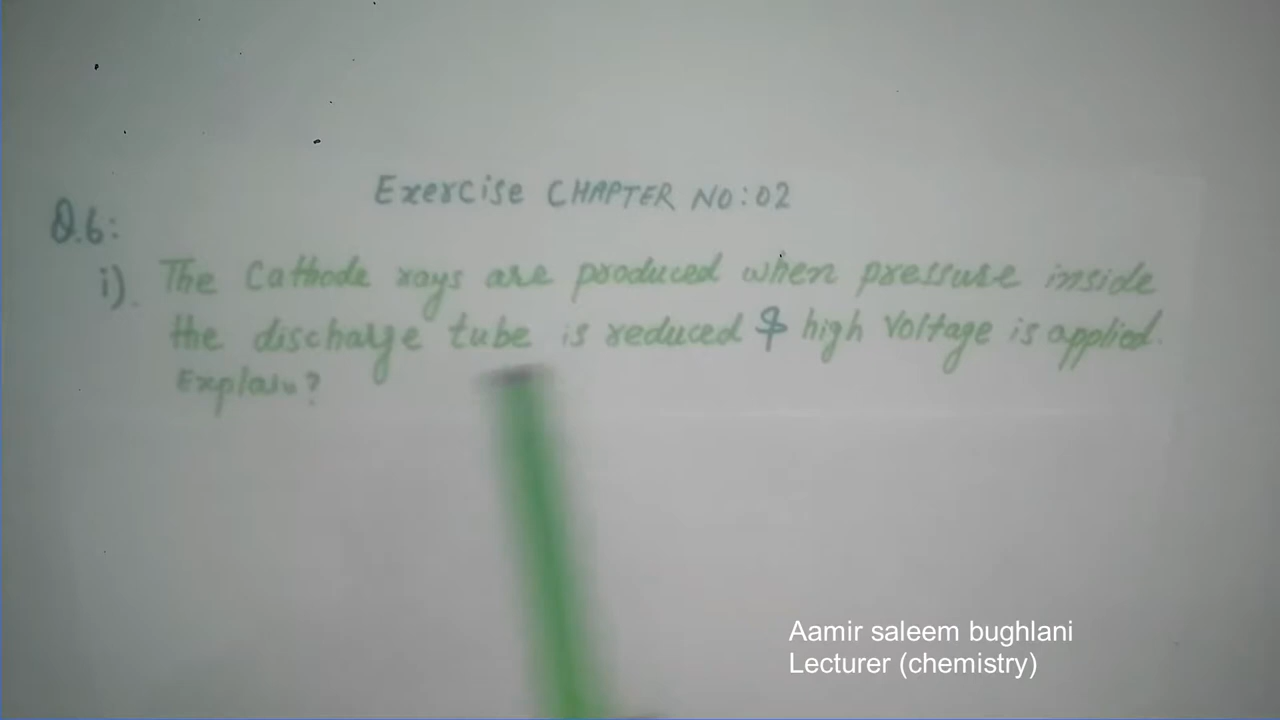 Exercise CHAPTER NO:02
Q.6:
i) The Cathode rays are produced when pressure inside
the discharge tube is reduced & high Voltage is applied.
Explain?
Aamir saleem bughlani
Lecturer (chemistry)